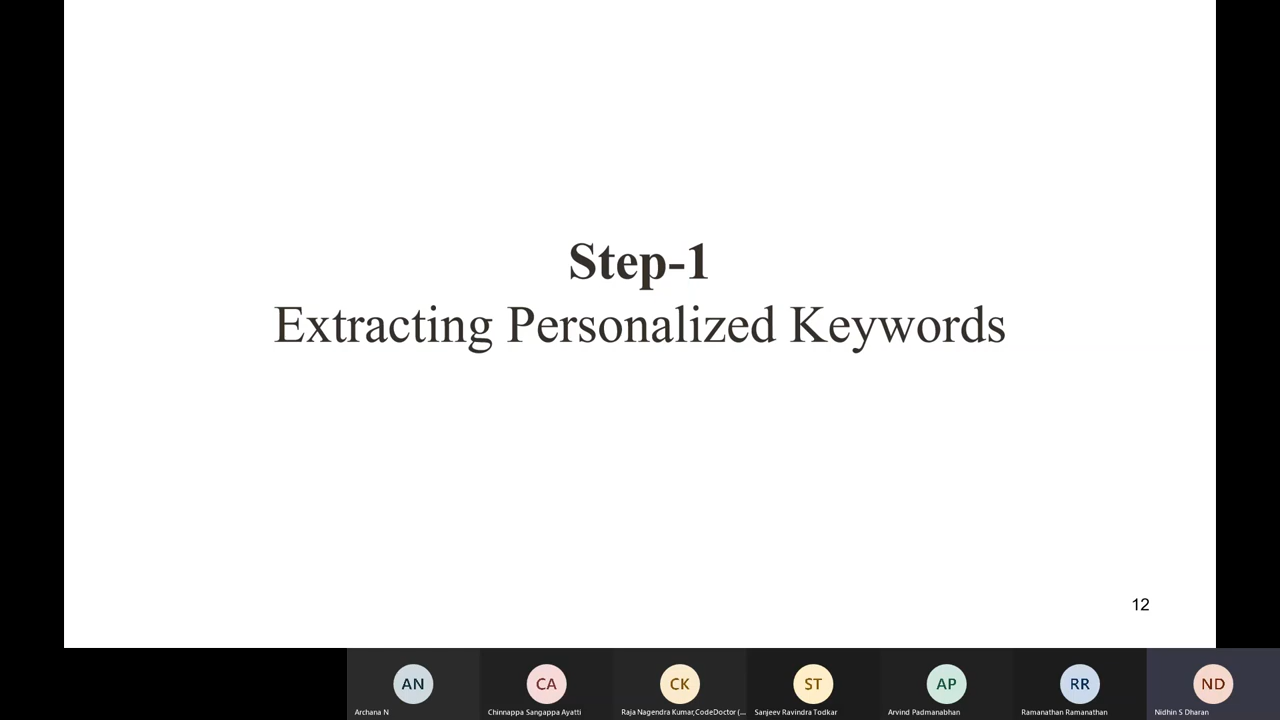 Step-1
Extracting Personalized Keywords
12
AN
CA
CK
ST
AP
RR
ND
Archana N
Chinnappa Sangappa Ayatti
Raja Nagendra Kumar,CodeDoctor (...
Sanjeev Ravindra Todkar
Arvind Padmanabhan
Ramanathan Ramanathan
Nidhin S Dharan